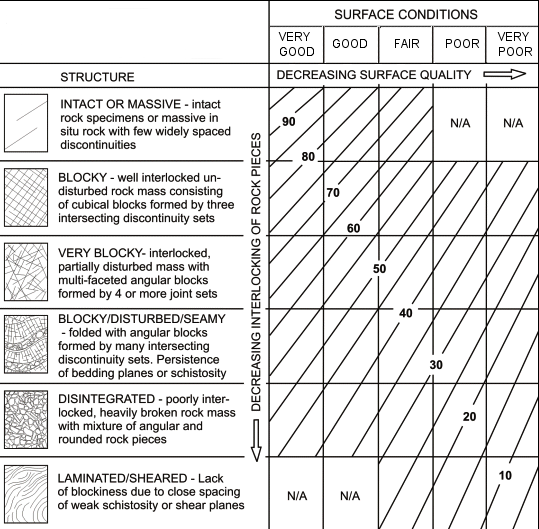 SURFACE CONDITIONS
VERY GOOD
GOOD
FAIR
POOR
VERY POOR
STRUCTURE
DECREASING SURFACE QUALITY
DECREASING INTERLOCKING OF ROCK PIECES
INTACT OR MASSIVE - intact
rock specimens or massive in
situ rock with few widely spaced
discontinuities
90
N/A
N/A
80
BLOCKY - well interlocked un-
disturbed rock mass consisting
of cubical blocks formed by three
intersecting discontinuity sets
70
60
VERY BLOCKY- interlocked,
partially disturbed mass with
multi-faceted angular blocks
formed by 4 or more joint sets
50
BLOCKY/DISTURBED/SEAMY
- folded with angular blocks
formed by many intersecting
discontinuity sets. Persistence
of bedding planes or schistosity
40
30
DISINTEGRATED - poorly inter-
locked, heavily broken rock mass
with mixture of angular and
rounded rock pieces
20
LAMINATED/SHEARED - Lack
of blockiness due to close spacing
of weak schistosity or shear planes
N/A
N/A
10